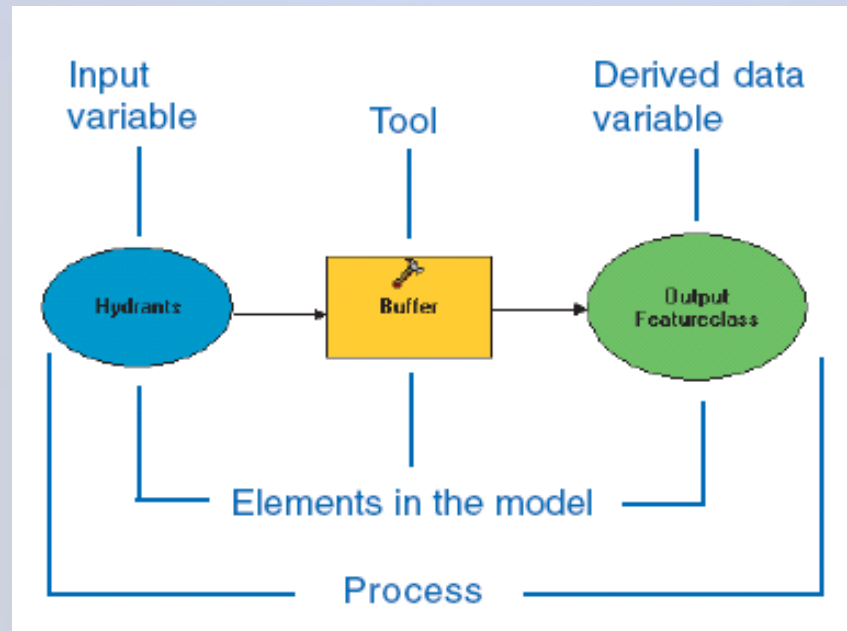 Input
variable
Tool
Derived data
variable
Hydrants
Buffer
Output
Featureclass
Elements in the model
Process